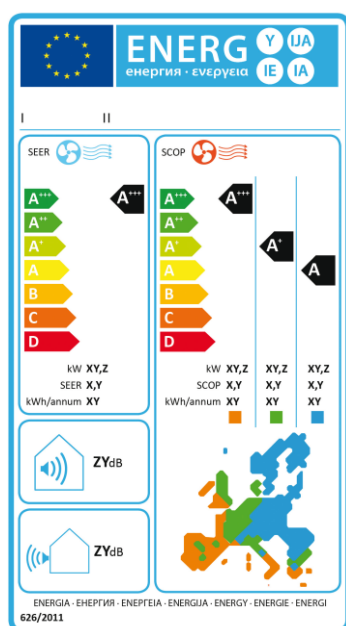 ENERG Y IJA
енергия · ενεργεια IE IA
I II
SEER
A+++ A+++
A++
A+
A
B
C
D
kW XY,Z
SEER X,Y
kWh/annum XY
SCOP
A+++ A+++
A++
A+ A+
A A
B
C
D
kW XY,Z XY,Z XY,Z
SCOP X,Y X,Y X,Y
kWh/annum XY XY XY
ZYdB
ZYdB
ENERGIA · ЕНЕРГИЯ · ΕΝΕΡΓΕΙΑ · ENERGIJA · ENERGY · ENERGIE · ENERGI
626/2011